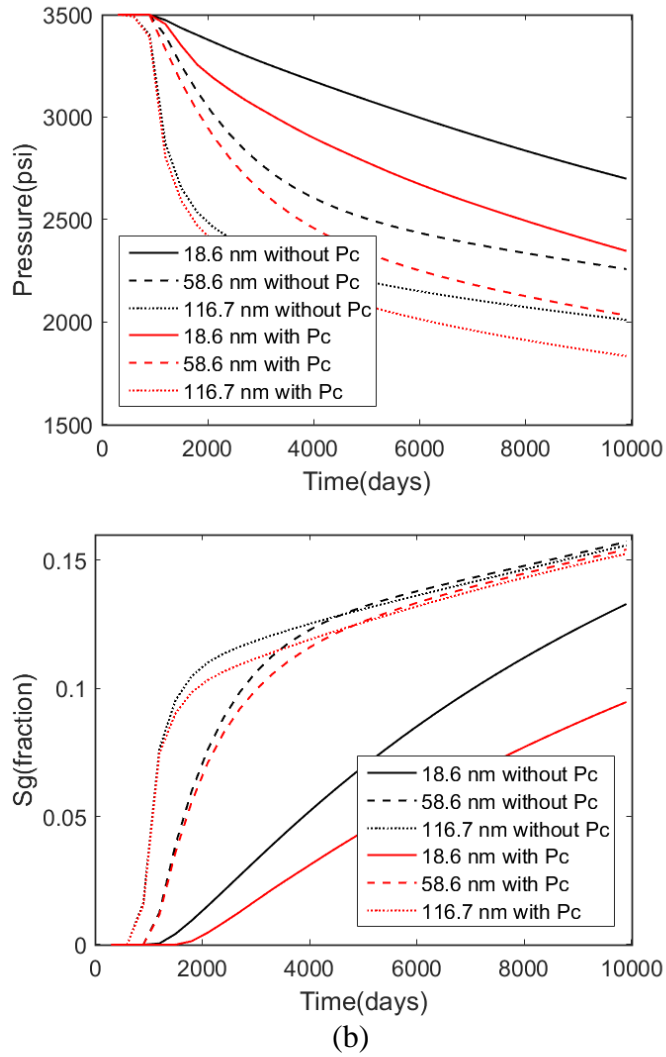 3500
3000
2500
2000
1500
Pressure(psi)
18.6 nm without Pc
58.6 nm without Pc
116.7 nm without Pc
18.6 nm with Pc
58.6 nm with Pc
116.7 nm with Pc
0 2000 4000 6000 8000 10000
Time(days)
0.15
0.1
0.05
0
Sg(fraction)
18.6 nm without Pc
58.6 nm without Pc
116.7 nm without Pc
18.6 nm with Pc
58.6 nm with Pc
116.7 nm with Pc
0 2000 4000 6000 8000 10000
Time(days)
(b)